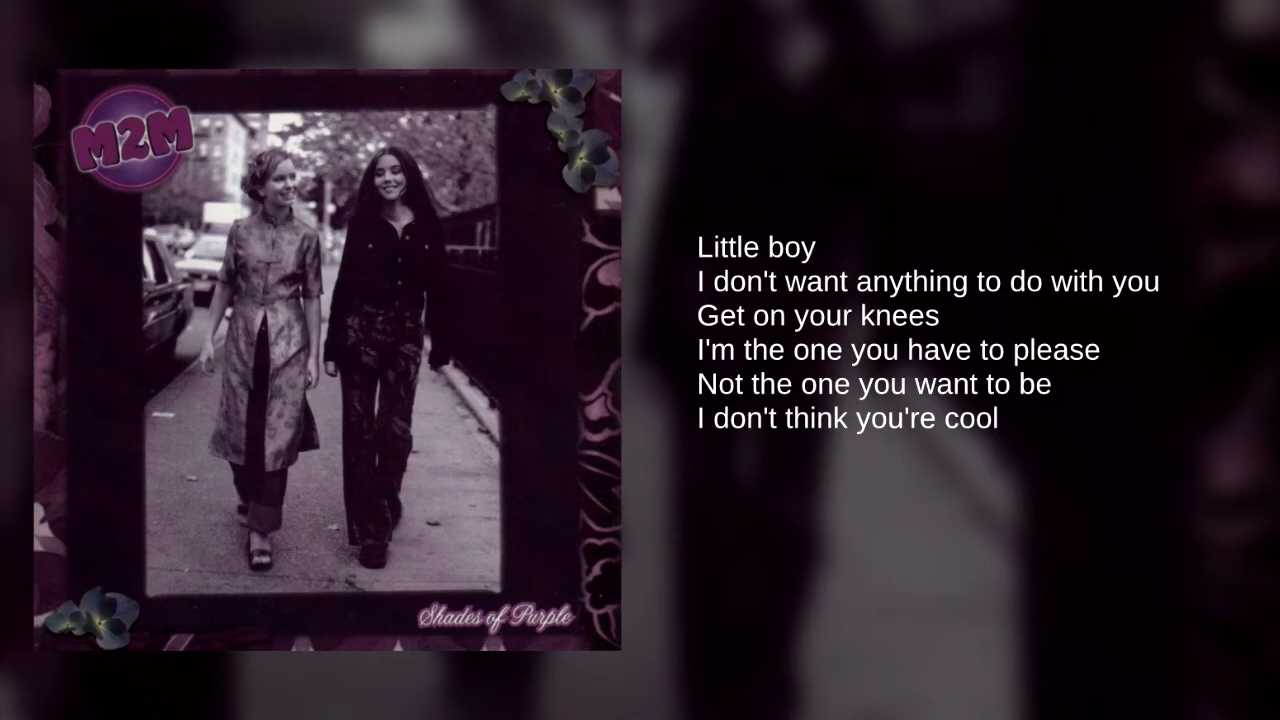 M2M
Shades of Purple
Little boy
I don't want anything to do with you
Get on your knees
I'm the one you have to please
Not the one you want to be
I don't think you're cool